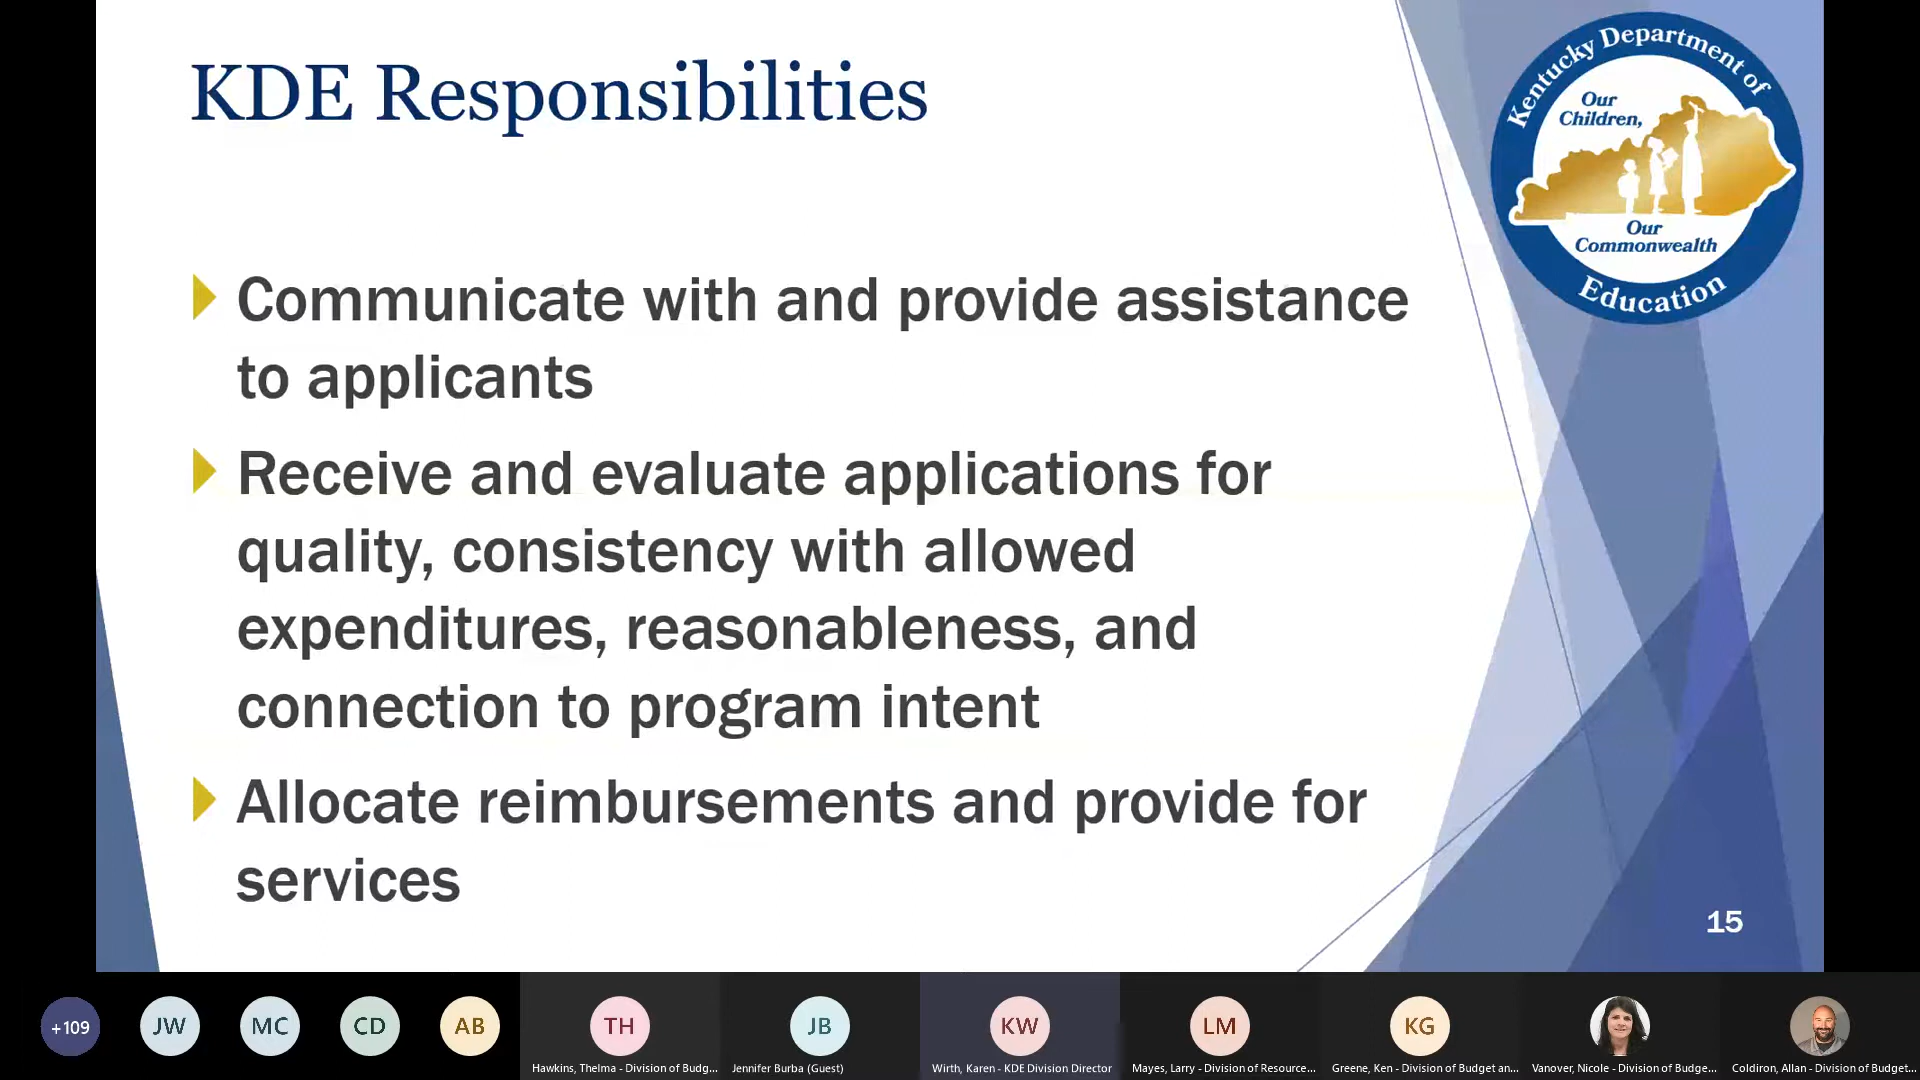 KDE Responsibilities
Kentucky Department of
Our
Children,
Our
Commonwealth
Education
Communicate with and provide assistance
to applicants
Receive and evaluate applications for
quality, consistency with allowed
expenditures, reasonableness, and
connection to program intent
Allocate reimbursements and provide for
services
15
+109
JW
MC
CD
AB
TH
JB
KW
LM
KG
Hawkins, Thelma - Division of Budg...
Jennifer Burba (Guest)
Wirth, Karen - KDE Division Director
Mayes, Larry - Division of Resource...
Greene, Ken - Division of Budget an...
Vanover, Nicole - Division of Budge...
Coldiron, Allan - Division of Budget...